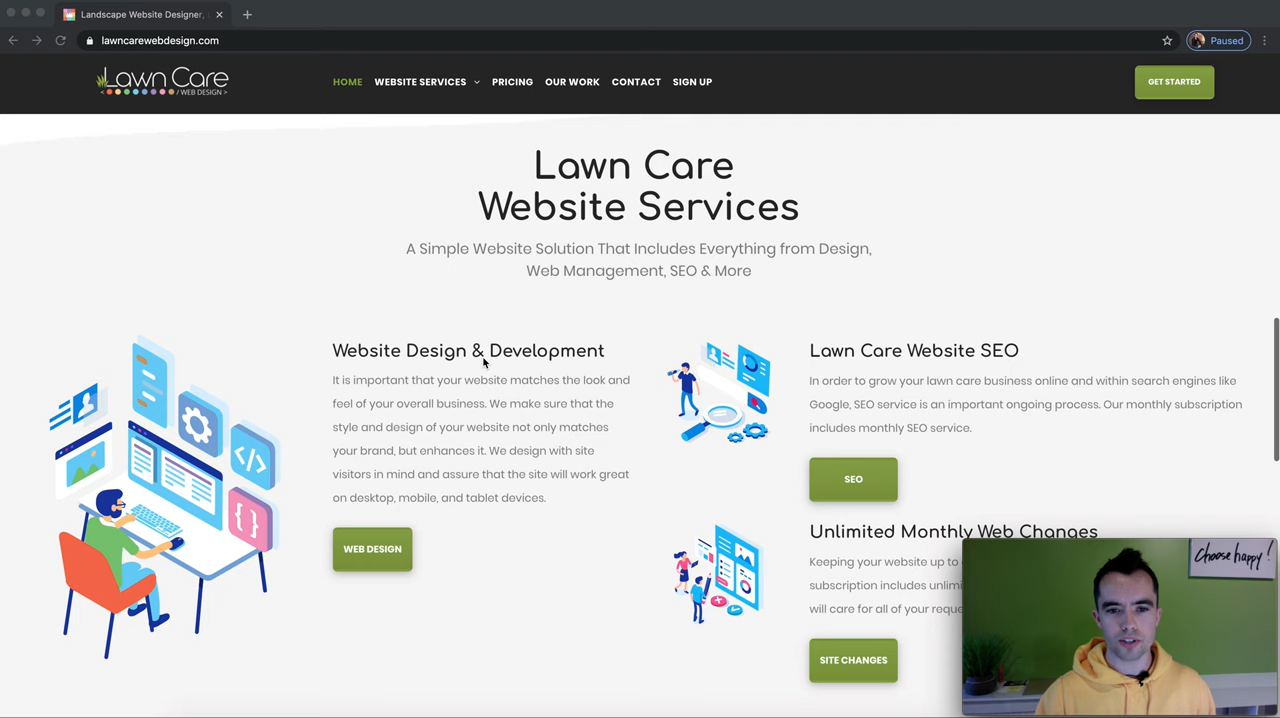 Landscape Website Designer,
lawncarewebdesign.com
Paused
Lawn Care
/ WEB DESIGN >
HOME
WEBSITE SERVICES
PRICING
OUR WORK
CONTACT
SIGN UP
GET STARTED
Lawn Care
Website Services
A Simple Website Solution That Includes Everything from Design,
Web Management, SEO & More
Website Design & Development
It is important that your website matches the look and
feel of your overall business. We make sure that the
style and design of your website not only matches
your brand, but enhances it. We design with site
visitors in mind and assure that the site will work great
on desktop, mobile, and tablet devices.
WEB DESIGN
Lawn Care Website SEO
In order to grow your lawn care business online and within search engines like
Google, SEO service is an important ongoing process. Our monthly subscription
includes monthly SEO service.
SEO
Unlimited Monthly Web Changes
Keeping your website up to
subscription includes unlim
will care for all of your reque
SITE CHANGES
Choose happy!